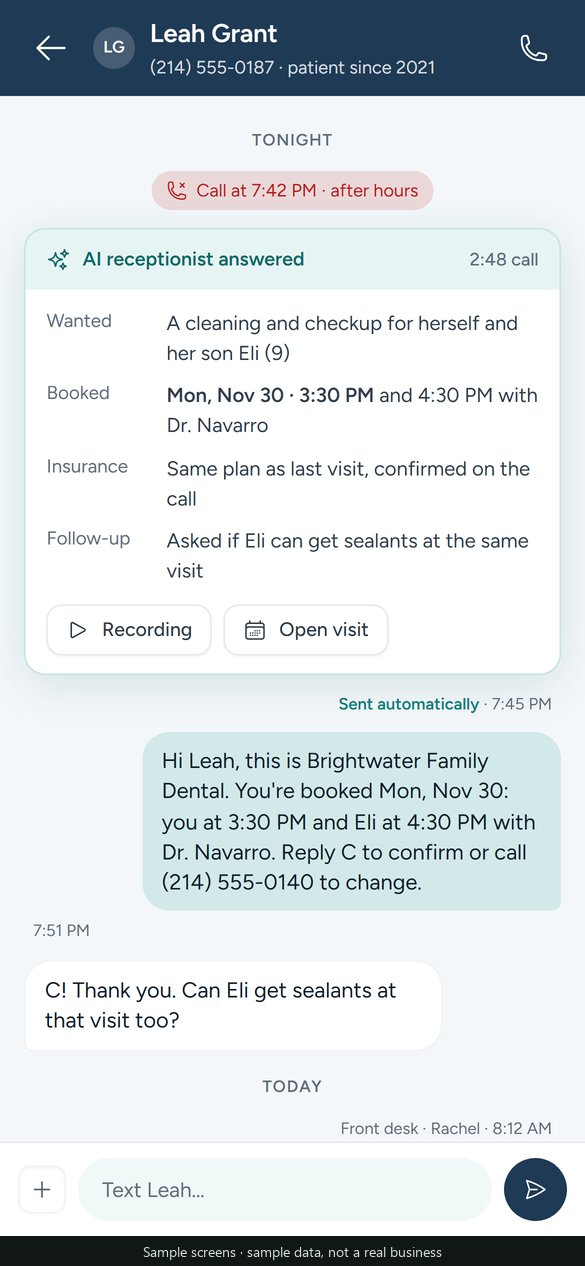 LG
Leah Grant
(214) 555-0187 · patient since 2021
TONIGHT
Call at 7:42 PM · after hours
AI receptionist answered
2:48 call
Wanted
A cleaning and checkup for herself and
her son Eli (9)
Booked
Mon, Nov 30 · 3:30 PM and 4:30 PM with
Dr. Navarro
Insurance
Same plan as last visit, confirmed on the
call
Follow-up
Asked if Eli can get sealants at the same
visit
Recording
Open visit
Sent automatically · 7:45 PM
Hi Leah, this is Brightwater Family
Dental. You're booked Mon, Nov 30:
you at 3:30 PM and Eli at 4:30 PM with
Dr. Navarro. Reply C to confirm or call
(214) 555-0140 to change.
7:51 PM
C! Thank you. Can Eli get sealants at
that visit too?
TODAY
Front desk · Rachel · 8:12 AM
Text Leah...
Sample screens · sample data, not a real business